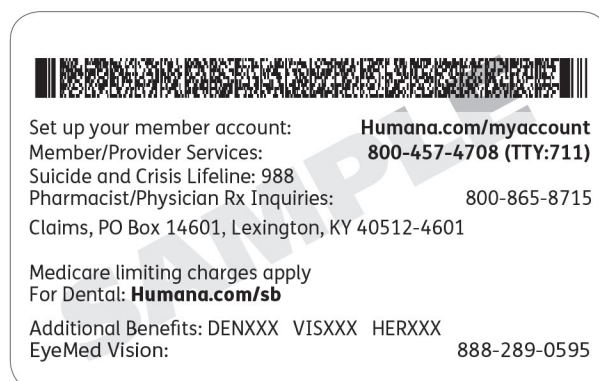 Set up your member account: Humana.com/myaccount
Member/Provider Services: 800-457-4708 (TTY:711)
Suicide and Crisis Lifeline: 988
Pharmacist/Physician Rx Inquiries: 800-865-8715
Claims, PO Box 14601, Lexington, KY 40512-4601
Medicare limiting charges apply
For Dental: Humana.com/sb
Additional Benefits: DENXXX VISXXX HERXXX
EyeMed Vision: 888-289-0595
SAMPLE